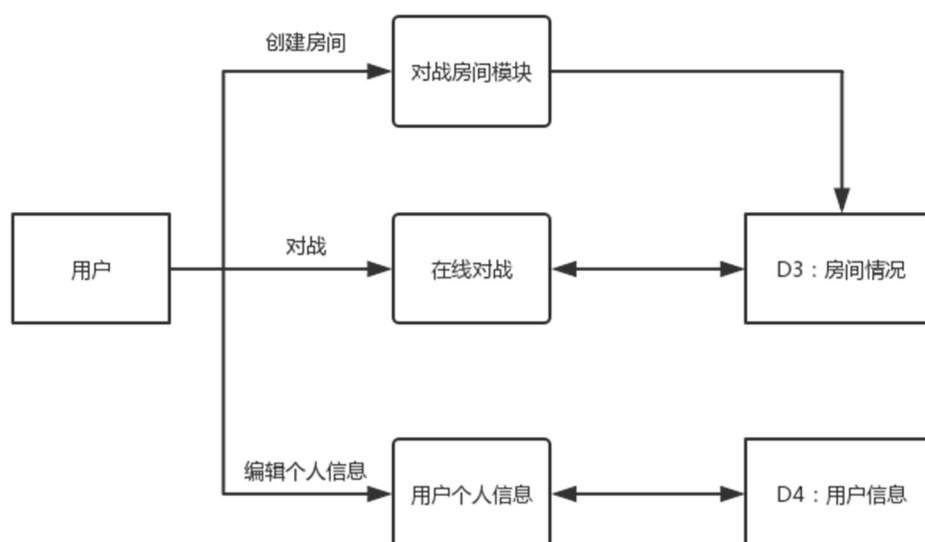 创建房间
对战房间模块
用户
对战
在线对战
D3：房间情况
编辑个人信息
用户个人信息
D4：用户信息